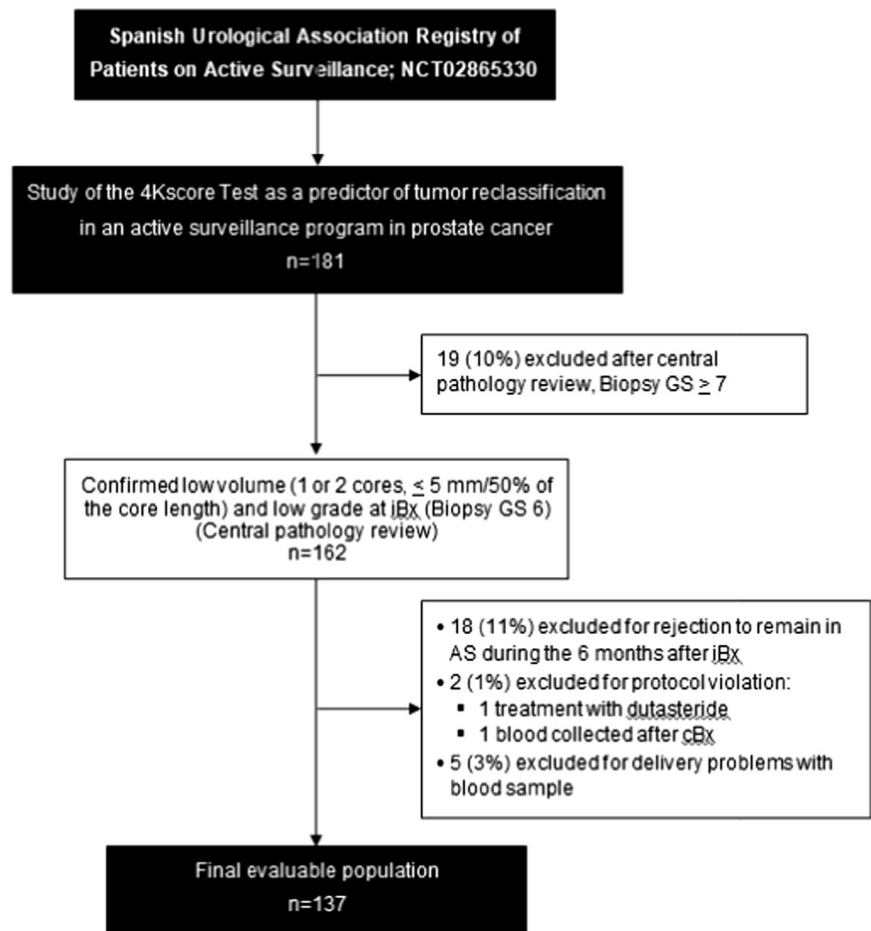 Spanish Urological Association Registry of
Patients on Active Surveillance; NCT02865330
Study of the 4Kscore Test as a predictor of tumor reclassification
in an active surveillance program in prostate cancer
n=181
19 (10%) excluded after central
pathology review, Biopsy GS ≥ 7
Confirmed low volume (1 or 2 cores, ≤ 5 mm/50% of
the core length) and low grade at iBx (Biopsy GS 6)
(Central pathology review)
n=162
• 18 (11%) excluded for rejection to remain in
AS during the 6 months after iBx
• 2 (1%) excluded for protocol violation:
▪ 1 treatment with dutasteride
▪ 1 blood collected after cBx
• 5 (3%) excluded for delivery problems with
blood sample
Final evaluable population
n=137